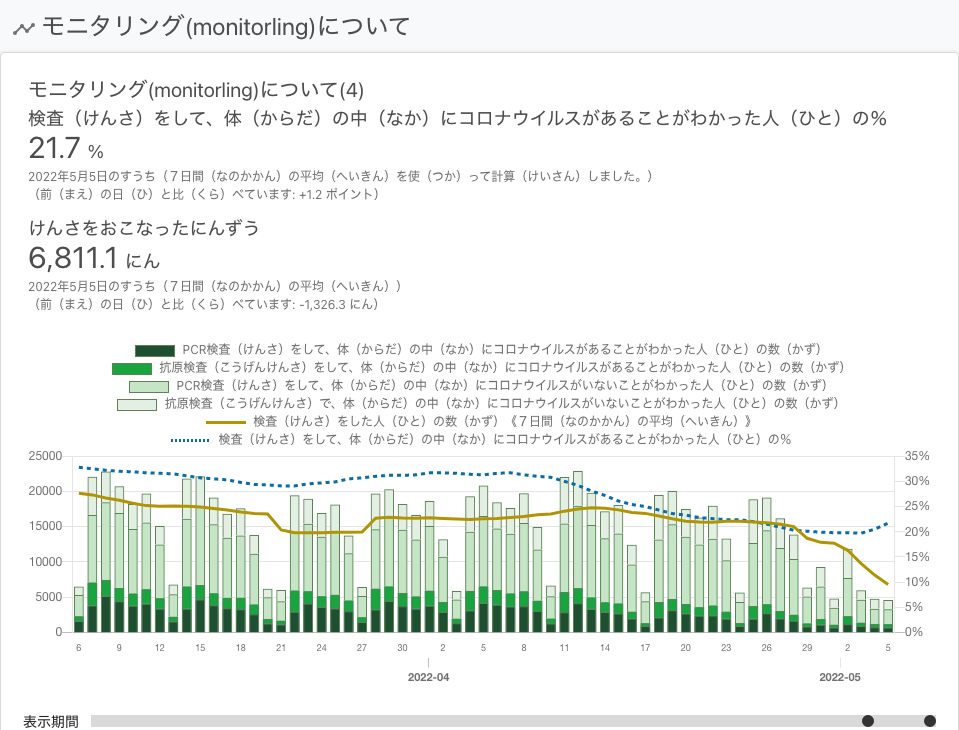 モニタリング(monitorling)について
モニタリング(monitorling)について(4)
検査（けんさ）をして、体（からだ）の中（なか）にコロナウイルスがあることがわかった人（ひと）の%
21.7 %
2022年5月5日のすうち（７日間（なのかかん）の平均（へいきん）を使（つか）って計算（けいさん）しました。）
（前（まえ）の日（ひ）と比（くら）べています: +1.2 ポイント）
けんさをおこなったにんずう
6,811.1 にん
2022年5月5日のすうち（７日間（なのかかん）の平均（へいきん））
（前（まえ）の日（ひ）と比（くら）べています: -1,326.3 にん）
PCR検査（けんさ）をして、体（からだ）の中（なか）にコロナウイルスがあることがわかった人（ひと）の数（かず）
抗原検査（こうげんけんさ）をして、体（からだ）の中（なか）にコロナウイルスがあることがわかった人（ひと）の数（かず）
PCR検査（けんさ）をして、体（からだ）の中（なか）にコロナウイルスがいないことがわかった人（ひと）の数（かず）
抗原検査（こうげんけんさ）で、体（からだ）の中（なか）にコロナウイルスがいないことがわかった人（ひと）の数（かず）
検査（けんさ）をした人（ひと）の数（かず）《７日間（なのかかん）の平均（へいきん）》
検査（けんさ）をして、体（からだ）の中（なか）にコロナウイルスがあることがわかった人（ひと）の%
25000 35%
30%
20000
25%
15000
20%
15%
10000
10%
5000
5%
0 0%
6 9 12 15 18 21 24 27 30 2 5 8 11 14 17 20 23 26 29 2 5
2022-04 2022-05
表示期間